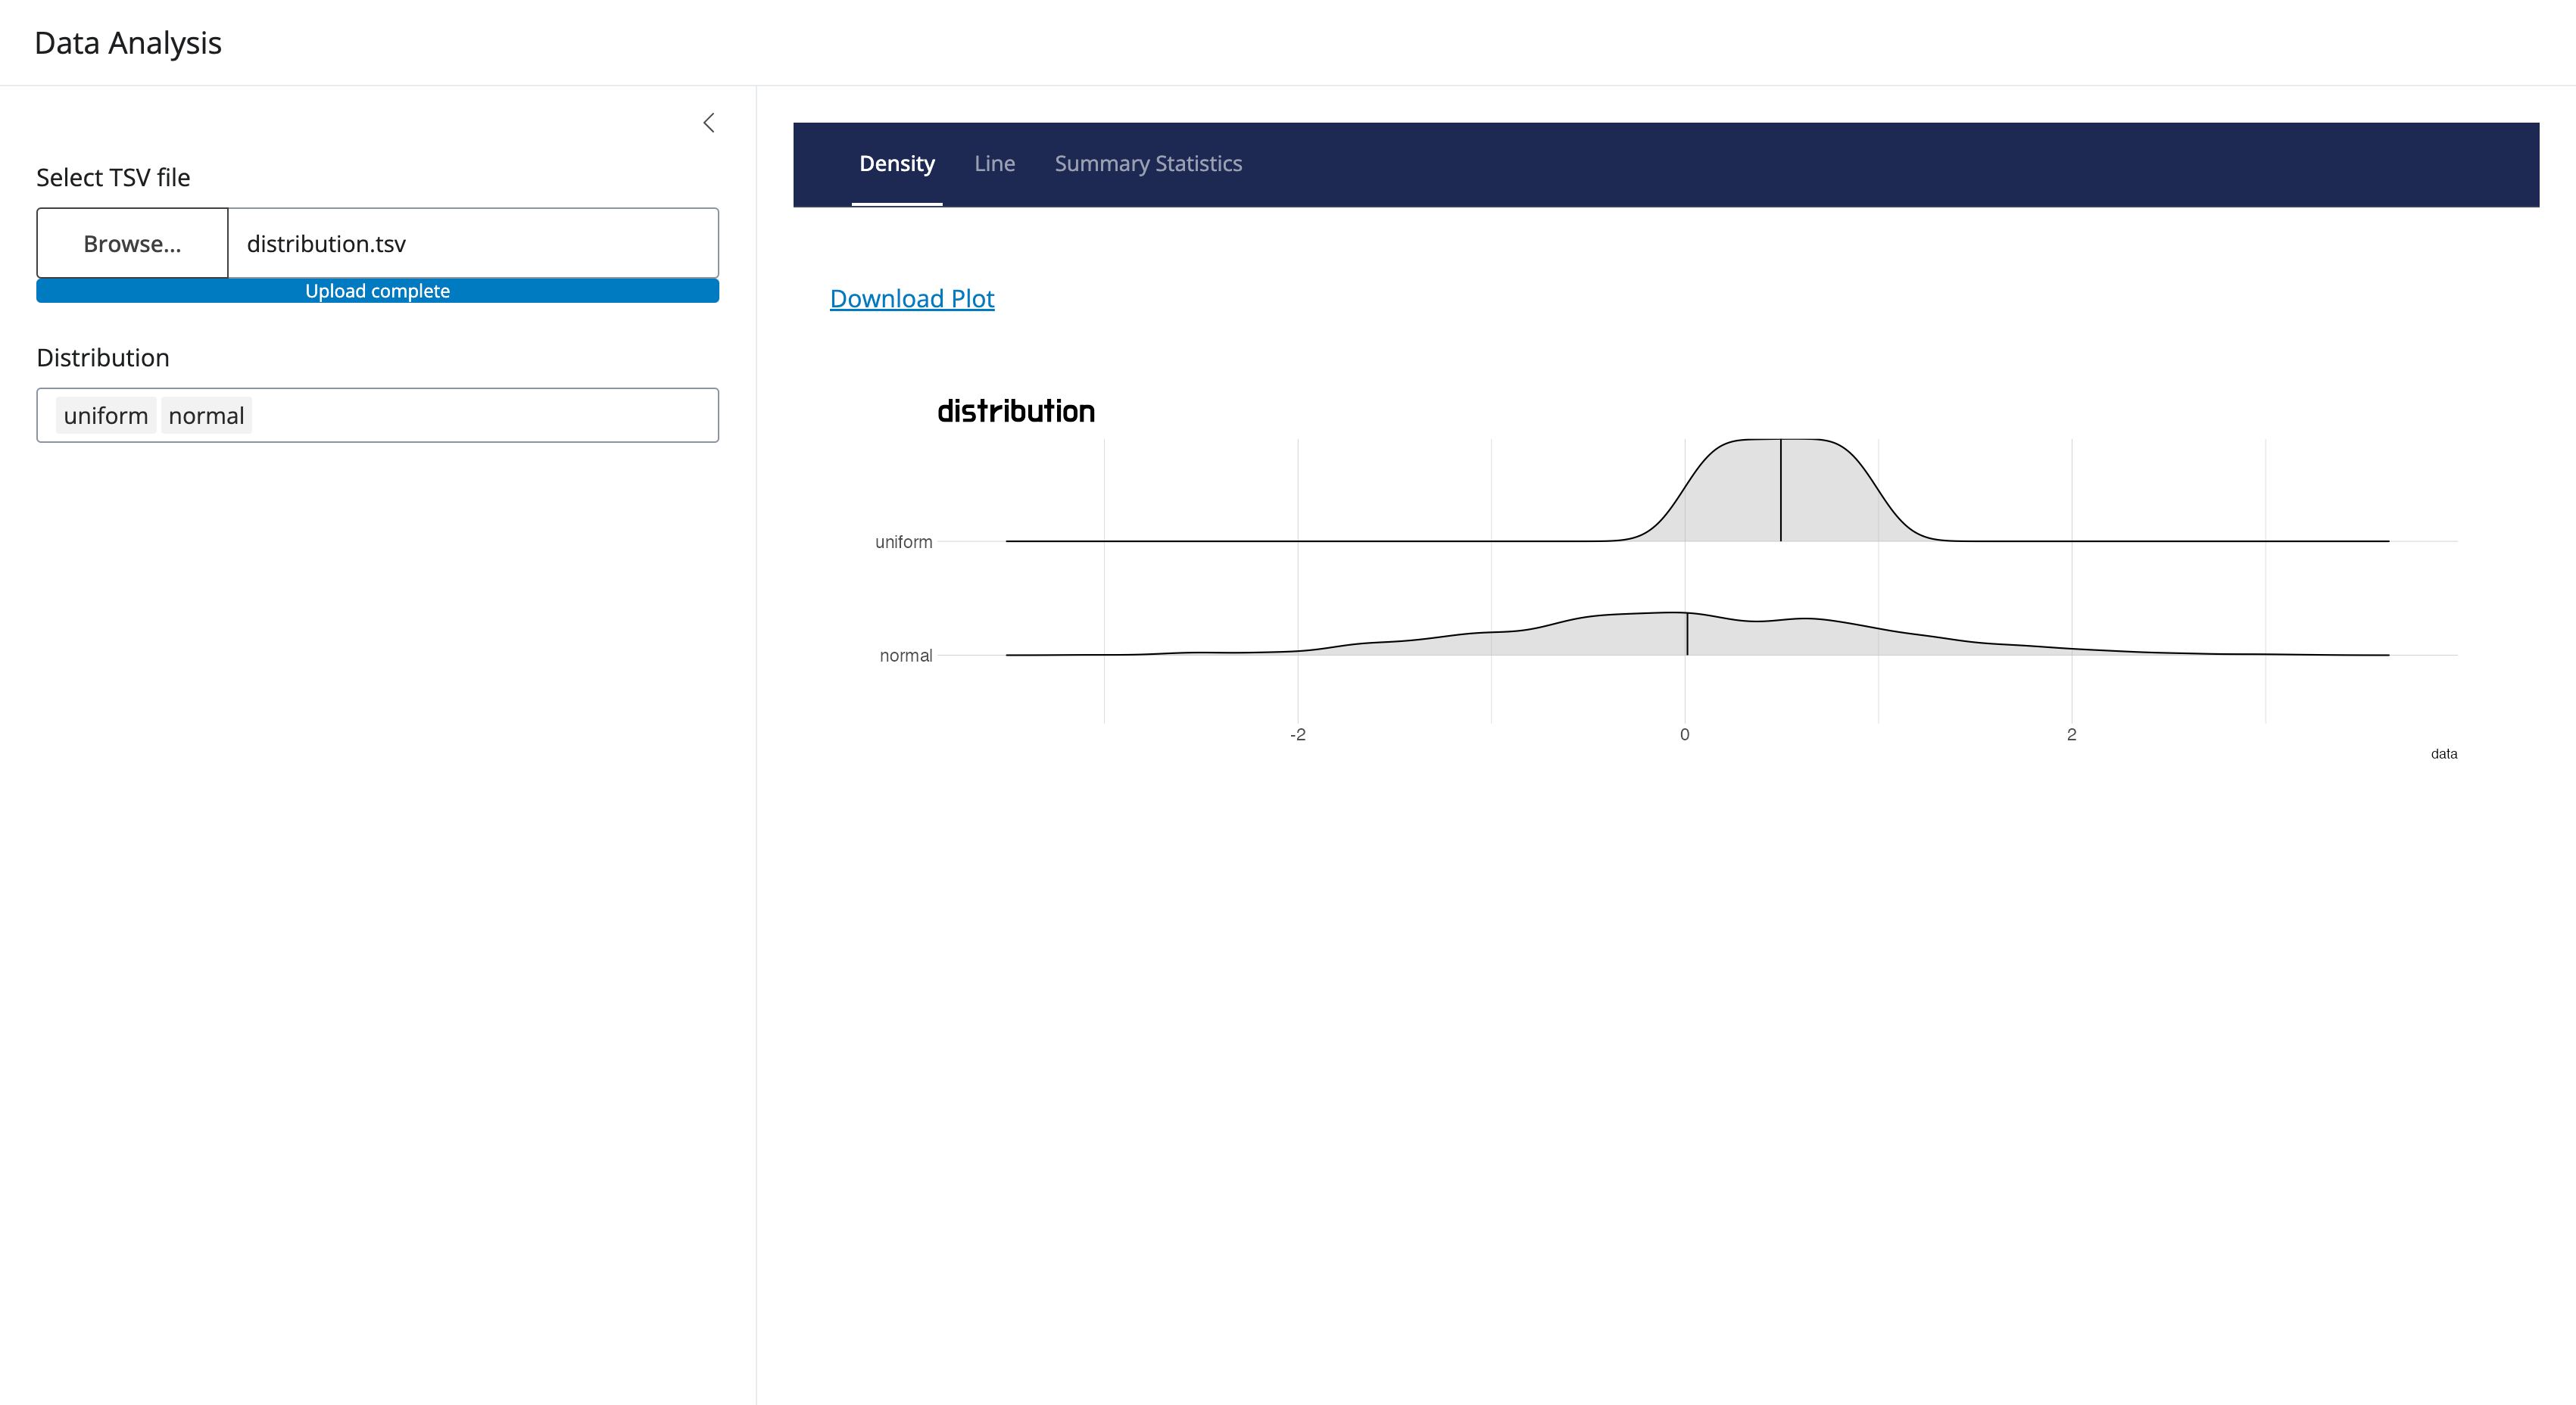 Data Analysis
Select TSV file
Browse... distribution.tsv
Upload complete
Distribution
uniform normal
Density Line Summary Statistics
Download Plot
distribution
uniform
normal
-2 0 2
data